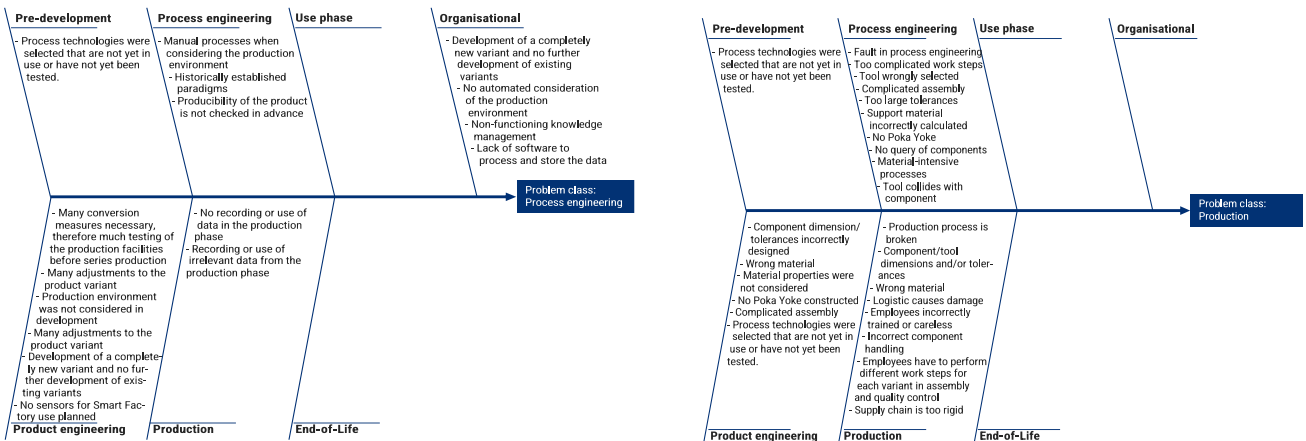 Pre-development
- Process technologies were
selected that are not yet in
use or have not yet been
tested.
Process engineering
- Manual processes when
considering the production
environment
- Historically established
paradigms
- Producibility of the product
is not checked in advance
Use phase
Organisational
- Development of a completely
new variant and no further
development of existing
variants
- No automated consideration
of the production
environment
- Non-functioning knowledge
management
- Lack of software to
process and store the data
Problem class:
Process engineering
- Many conversion
measures necessary,
therefore much testing of
the production facilities
before series production
- Many adjustments to the
product variant
- Production environment
was not considered in
development
- Many adjustments to the
product variant
- Development of a comple-
ly new variant and no fur-
ther development of exis-
ting variants
- No sensors for Smart Fac-
tory use planned
Product engineering
- No recording or use of
data in the production
phase
- Recording or use of
irrelevant data from the
production phase
Production
End-of-Life
Pre-development
- Process technologies were
selected that are not yet in
use or have not yet been
tested.
Process engineering
- Fault in process engineering
- Too complicated work steps
- Tool wrongly selected
- Complicated assembly
- Too large tolerances
- Support material
incorrectly calculated
- No Poka Yoke
- No query of components
- Material-intensive
processes
- Tool collides with
component
Use phase
Organisational
Problem class:
Production
- Component dimension/
tolerances incorrectly
designed
- Wrong material
- Material properties were
not considered
- No Poka Yoke constructed
- Complicated assembly
- Process technologies were
selected that are not yet in
use or have not yet been
tested.
Product engineering
- Production process is
broken
- Component/tool
dimensions and/or toler-
ances
- Wrong material
- Logistic causes damage
- Employees incorrectly
trained or careless
- Incorrect component
handling
- Employees have to perform
different work steps for
each variant in assembly
and quality control
- Supply chain is too rigid
Production
End-of-Life